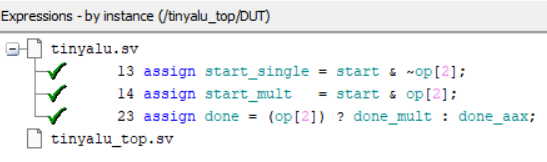 Expressions - by instance (/tinyalu_top/DUT)
tinyalu.sv
13 assign start_single = start & ~op[2];
14 assign start_mult   = start & op[2];
23 assign done = (op[2]) ? done_mult : done_aax;
tinyalu_top.sv